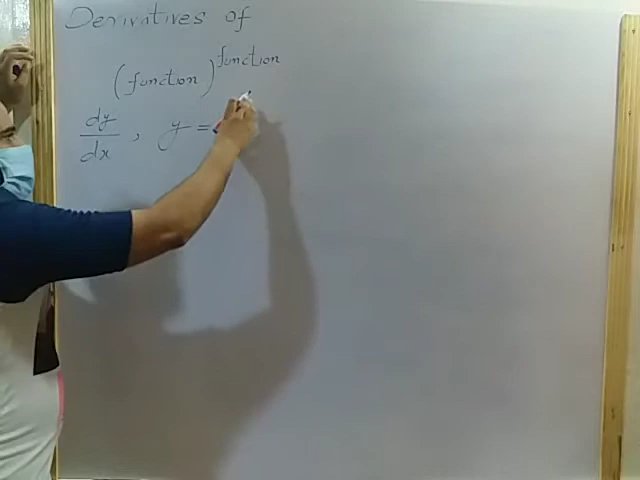 Derivatives of
(function)^function
dy/dx , y =